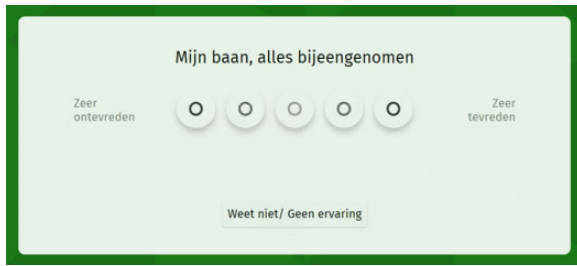 Mijn baan, alles bijeengenomen
Zeer
ontevreden
Zeer
tevreden
Weet niet/ Geen ervaring